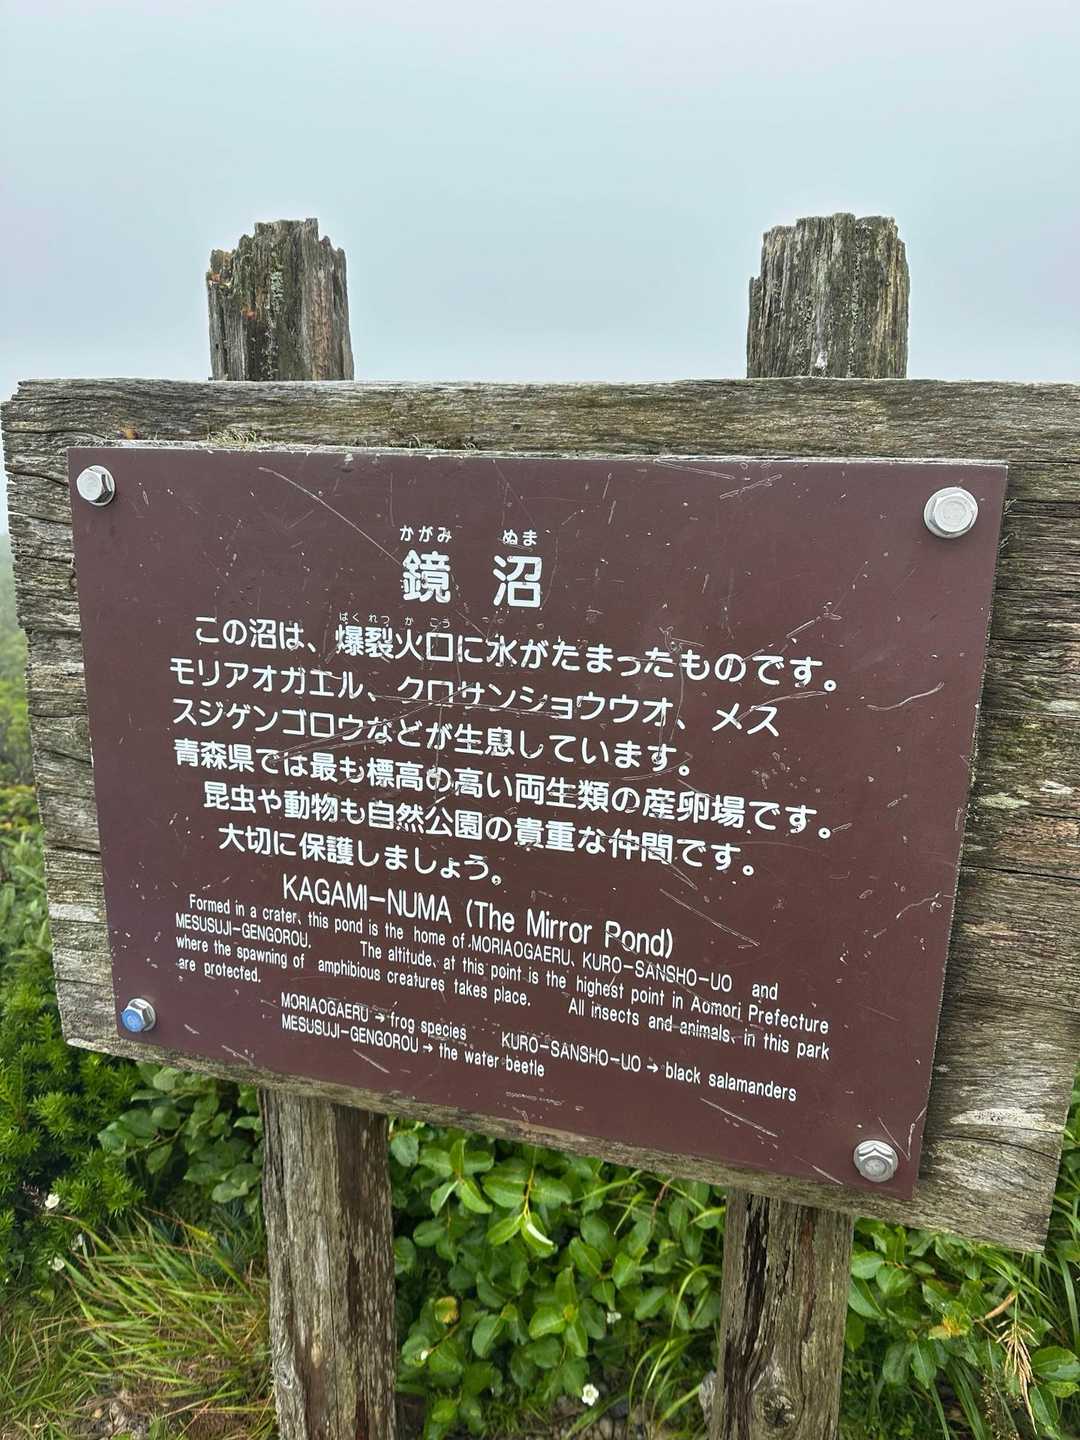 かがみ ぬま
鏡 沼
ばくれつ か こう
この沼は、爆裂火口に水がたまったものです。
モリアオガエル、クロサンショウウオ、メス
スジゲンゴロウなどが生息しています。
青森県では最も標高の高い両生類の産卵場です。
昆虫や動物も自然公園の貴重な仲間です。
大切に保護しましょう。
KAGAMI-NUMA (The Mirror Pond)
Formed in a crater, this pond is the home of MORIAOGAERU, KURO-SANSHO-UO and
MESUSUJI-GENGOROU. The altitude, at this point is the highest point in Aomori Prefecture
where the spawning of amphibious creatures takes place. All insects and animals, in this park
are protected.
MORIAOGAERU → frog species KURO-SANSHO-UO → black salamanders
MESUSUJI-GENGOROU → the water beetle